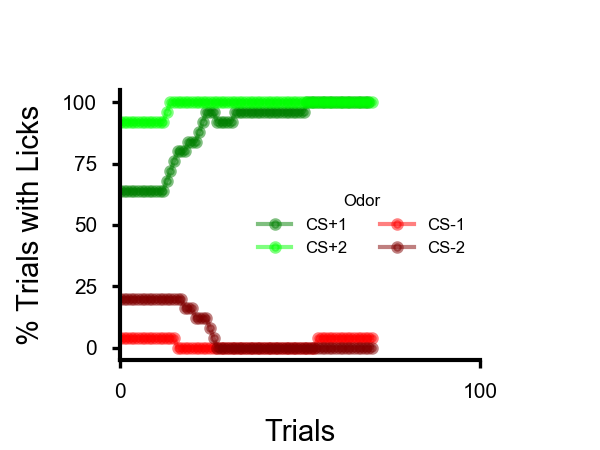 % Trials with Licks
100
75
50
25
0
Odor
CS+1 CS-1
CS+2 CS-2
0 100
Trials